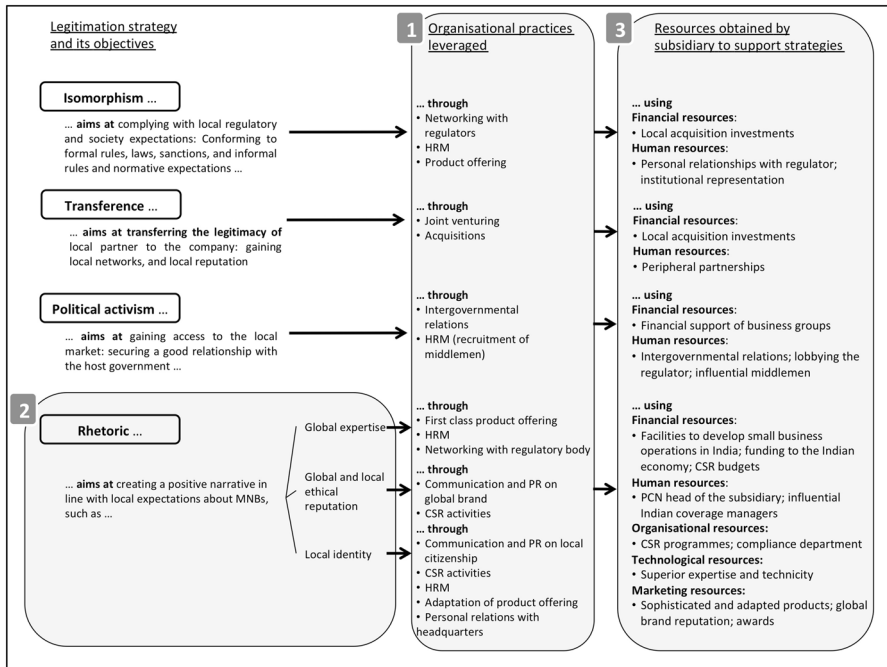 Legitimation strategy
and its objectives
1
Organisational practices
leveraged
3
Resources obtained by
subsidiary to support strategies
Isomorphism …
… aims at complying with local regulatory
and society expectations: Conforming to
formal rules, laws, sanctions, and informal
rules and normative expectations …
… through
• Networking with
regulators
• HRM
• Product offering
… using
Financial resources:
• Local acquisition investments
Human resources:
• Personal relationships with regulator;
institutional representation
Transference …
… aims at transferring the legitimacy of
local partner to the company: gaining
local networks, and local reputation
… through
• Joint venturing
• Acquisitions
… using
Financial resources:
• Local acquisition investments
Human resources:
• Peripheral partnerships
Political activism …
… aims at gaining access to the local
market: securing a good relationship with
the host government …
… through
• Intergovernmental
relations
• HRM (recruitment of
middlemen)
… using
Financial resources:
• Financial support of business groups
Human resources:
• Intergovernmental relations; lobbying the
regulator; influential middlemen
2
Rhetoric …
… aims at creating a positive narrative in
line with local expectations about MNBs,
such as …
Global expertise
Global and local
ethical
reputation
Local identity
… through
• First class product offering
• HRM
• Networking with regulatory body
… through
• Communication and PR on
global brand
• CSR activities
… through
• Communication and PR on local
citizenship
• CSR activities
• HRM
• Adaptation of product offering
• Personal relations with
headquarters
… using
Financial resources:
• Facilities to develop small business
operations in India; funding to the Indian
economy; CSR budgets
Human resources:
• PCN head of the subsidiary; influential
Indian coverage managers
Organisational resources:
• CSR programmes; compliance department
Technological resources:
• Superior expertise and technicity
Marketing resources:
• Sophisticated and adapted products; global
brand reputation; awards